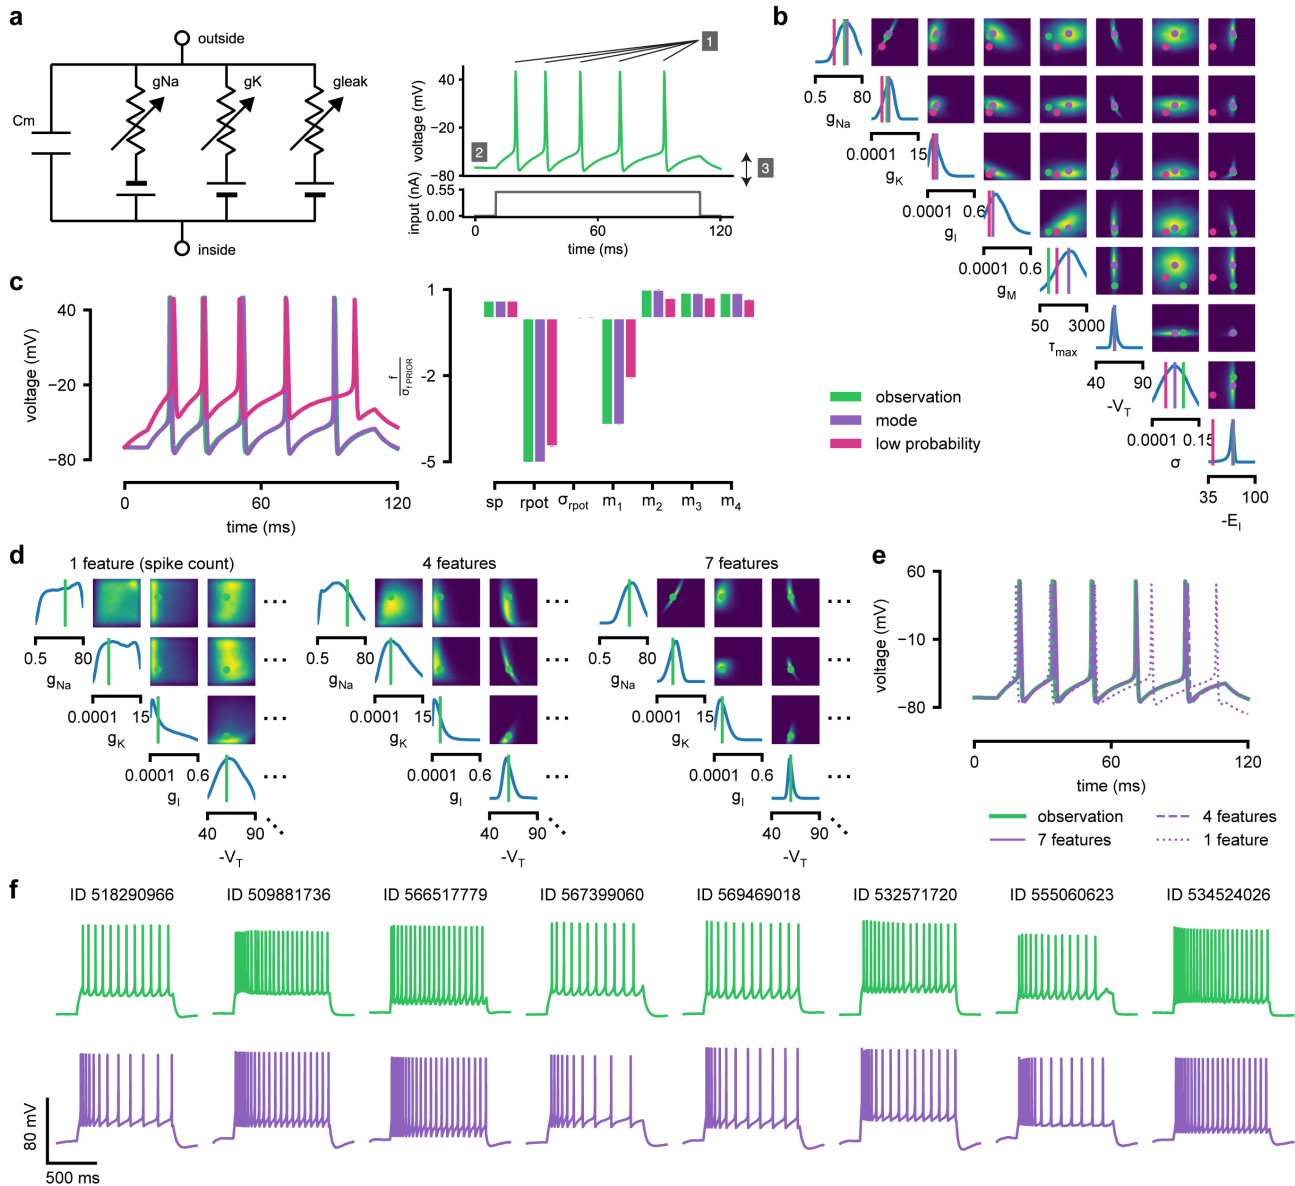 a
outside
gNa
gK
gleak
Cm
inside
voltage (mV)
40
−20
−80
1
2
3
input (nA)
0.55
0.00
0
60
120
time (ms)
b
0.5
80
gNa
0.0001
15
gK
0.0001
0.6
gl
0.0001
0.6
gM
50
3000
τmax
40
90
-VT
0.0001
0.15
σ
35
100
-El
observation
mode
low probability
c
voltage (mV)
40
−20
−80
0
60
120
time (ms)
f
σf PRIOR
1
-2
-5
sp
rpot
σrpot
m1
m2
m3
m4
d
1 feature (spike count)
0.5
80
gNa
0.0001
15
gK
0.0001
0.6
gl
40
90
-VT
4 features
0.5
80
gNa
0.0001
15
gK
0.0001
0.6
gl
40
90
-VT
7 features
0.5
80
gNa
0.0001
15
gK
0.0001
0.6
gl
40
90
-VT
e
voltage (mV)
60
−10
−80
0
60
120
time (ms)
observation
4 features
7 features
1 feature
f
ID 518290966
ID 509881736
ID 566517779
ID 567399060
ID 569469018
ID 532571720
ID 555060623
ID 534524026
80 mV
500 ms